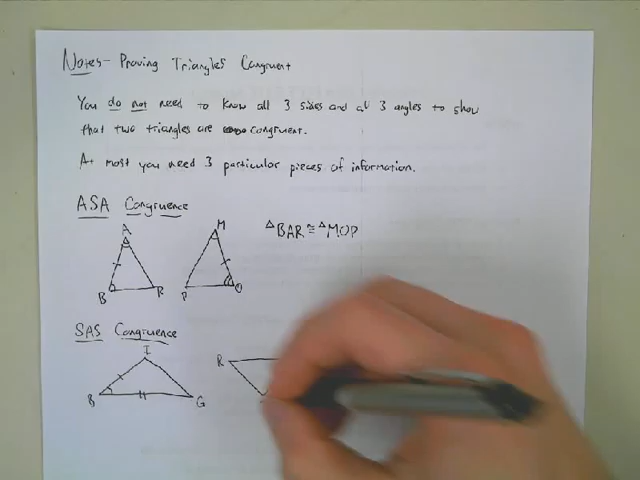 Notes- Proving Triangles Congruent
You do not need to know all 3 sides and all 3 angles to show
that two triangles are congruent.
At most you need 3 particular pieces of information.
ASA Congruence
A
B
R
M
P
O
△BAR ≅ △MOP
SAS Congruence
I
B
G
R